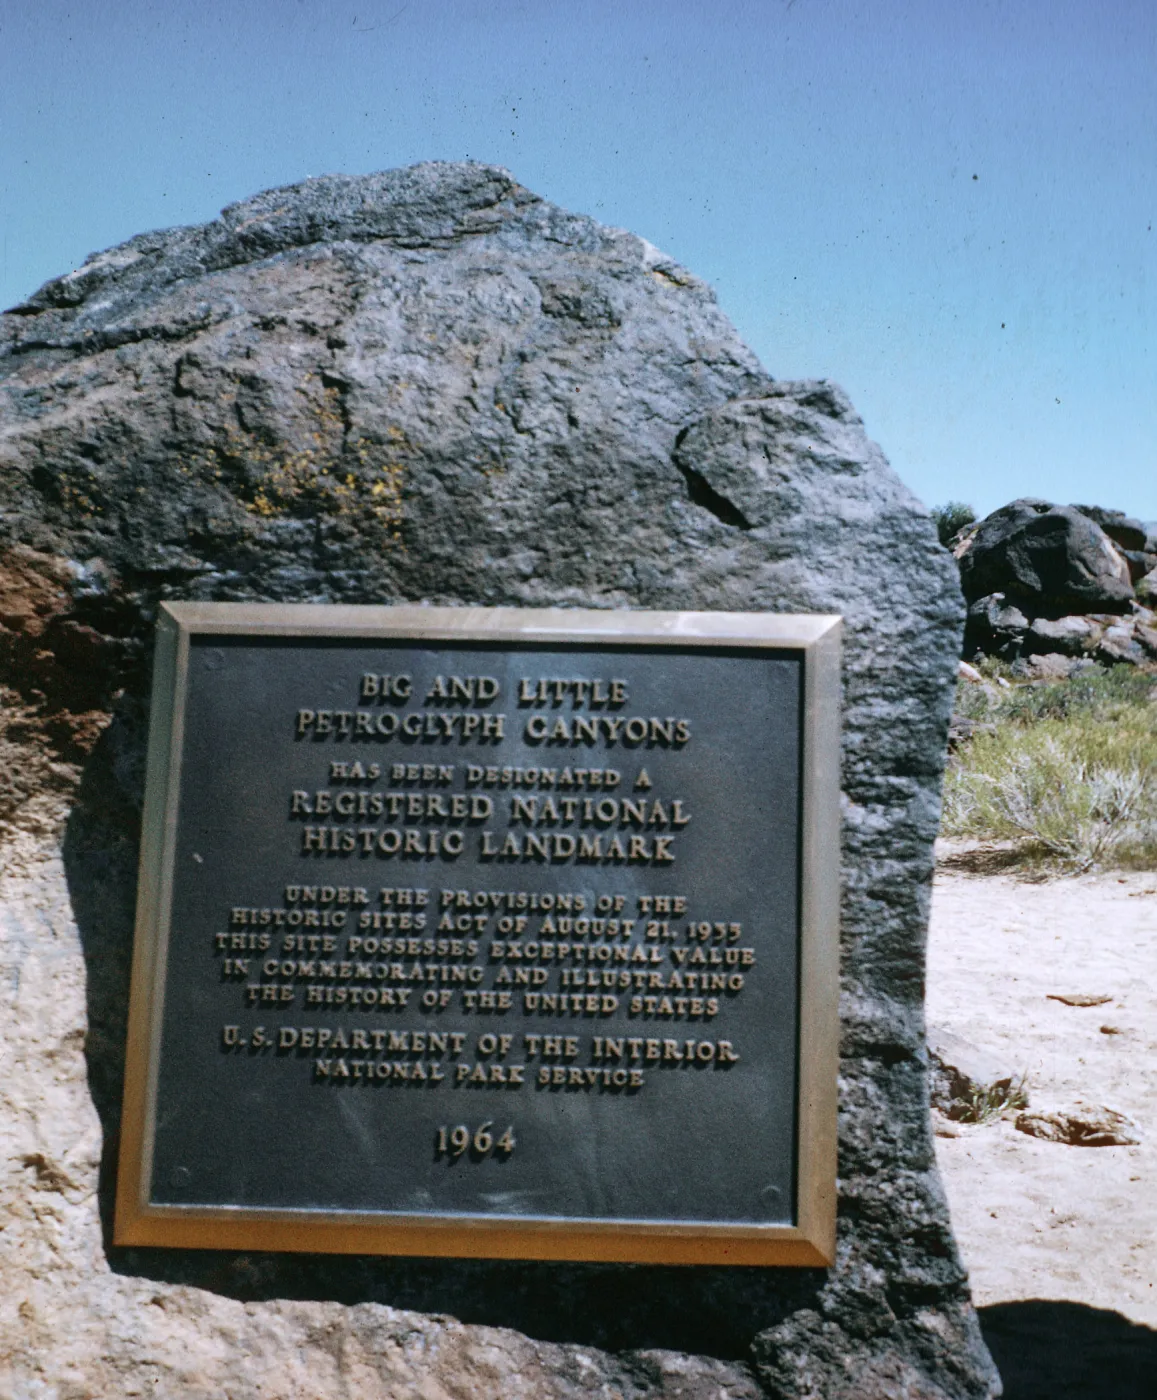 BIG AND LITTLE
PETROGLYPH CANYONS
HAS BEEN DESIGNATED A
REGISTERED NATIONAL
HISTORIC LANDMARK
UNDER THE PROVISIONS OF THE
HISTORIC SITES ACT OF AUGUST 21, 1935
THIS SITE POSSESSES EXCEPTIONAL VALUE
IN COMMEMORATING AND ILLUSTRATING
THE HISTORY OF THE UNITED STATES
U.S. DEPARTMENT OF THE INTERIOR
NATIONAL PARK SERVICE
1964